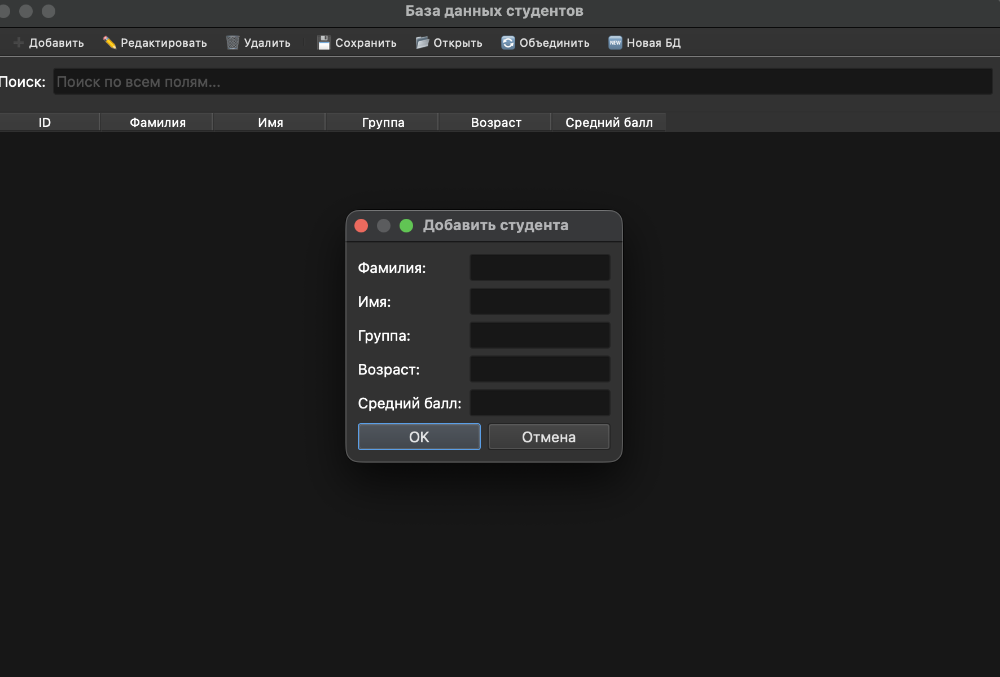 База данных студентов
Добавить Редактировать Удалить Сохранить Открыть Объединить NEW Новая БД
Поиск: Поиск по всем полям...
ID Фамилия Имя Группа Возраст Средний балл
Добавить студента
Фамилия:
Имя:
Группа:
Возраст:
Средний балл:
OK Отмена